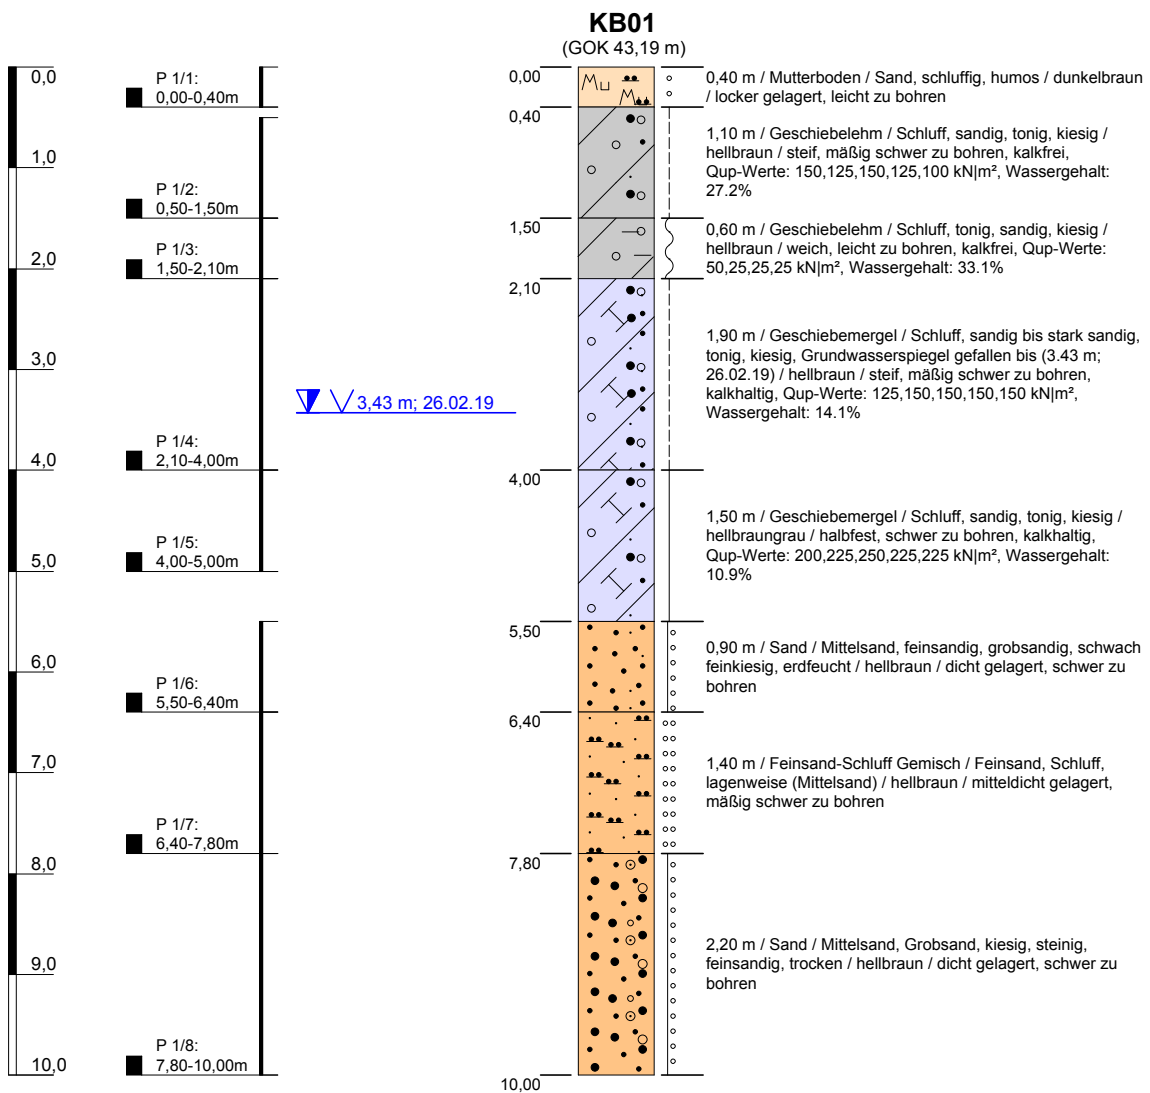 KB01
(GOK 43,19 m)
0,0
1,0
2,0
3,0
4,0
5,0
6,0
7,0
8,0
9,0
10,0
P 1/1:
0,00-0,40m
P 1/2:
0,50-1,50m
P 1/3:
1,50-2,10m
P 1/4:
2,10-4,00m
P 1/5:
4,00-5,00m
P 1/6:
5,50-6,40m
P 1/7:
6,40-7,80m
P 1/8:
7,80-10,00m
3,43 m; 26.02.19
0,00
0,40
1,50
2,10
4,00
5,50
6,40
7,80
10,00
0,40 m / Mutterboden / Sand, schluffig, humos / dunkelbraun
/ locker gelagert, leicht zu bohren
1,10 m / Geschiebelehm / Schluff, sandig, tonig, kiesig /
hellbraun / steif, mäßig schwer zu bohren, kalkfrei,
Qup-Werte: 150,125,150,125,100 kN|m², Wassergehalt:
27.2%
0,60 m / Geschiebelehm / Schluff, tonig, sandig, kiesig /
hellbraun / weich, leicht zu bohren, kalkfrei, Qup-Werte:
50,25,25,25 kN|m², Wassergehalt: 33.1%
1,90 m / Geschiebemergel / Schluff, sandig bis stark sandig,
tonig, kiesig, Grundwasserspiegel gefallen bis (3.43 m;
26.02.19) / hellbraun / steif, mäßig schwer zu bohren,
kalkhaltig, Qup-Werte: 125,150,150,150,150 kN|m²,
Wassergehalt: 14.1%
1,50 m / Geschiebemergel / Schluff, sandig, tonig, kiesig /
hellbraungrau / halbfest, schwer zu bohren, kalkhaltig,
Qup-Werte: 200,225,250,225,225 kN|m², Wassergehalt:
10.9%
0,90 m / Sand / Mittelsand, feinsandig, grobsandig, schwach
feinkiesig, erdfeucht / hellbraun / dicht gelagert, schwer zu
bohren
1,40 m / Feinsand-Schluff Gemisch / Feinsand, Schluff,
lagenweise (Mittelsand) / hellbraun / mitteldicht gelagert,
mäßig schwer zu bohren
2,20 m / Sand / Mittelsand, Grobsand, kiesig, steinig,
feinsandig, trocken / hellbraun / dicht gelagert, schwer zu
bohren